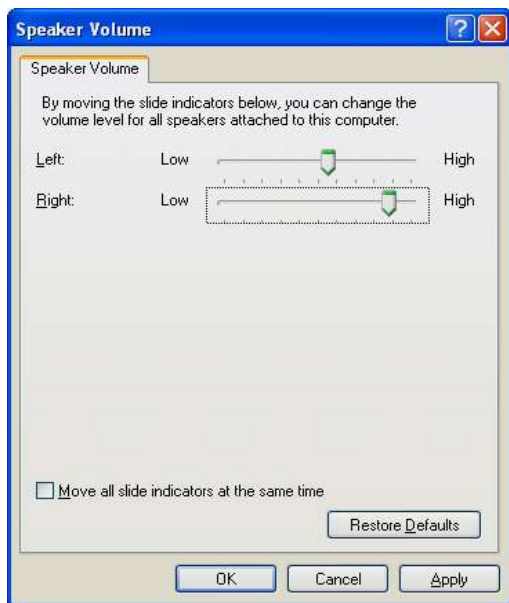 Speaker Volume
Speaker Volume
By moving the slide indicators below, you can change the
volume level for all speakers attached to this computer.
Left: Low High
Right: Low High
Move all slide indicators at the same time
Restore Defaults
OK Cancel Apply